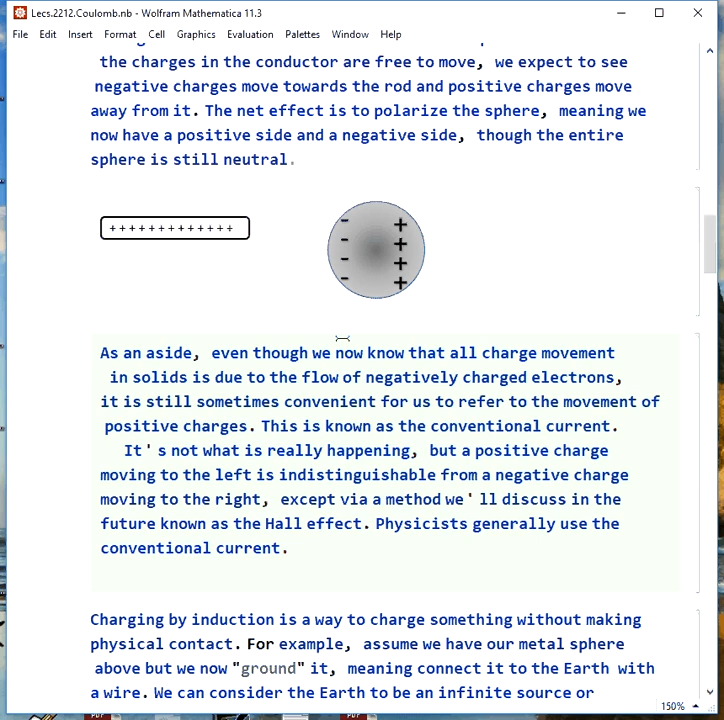 Lecs.2212.Coulomb.nb - Wolfram Mathematica 11.3
File Edit Insert Format Cell Graphics Evaluation Palettes Window Help
the charges in the conductor are free to move, we expect to see
negative charges move towards the rod and positive charges move
away from it. The net effect is to polarize the sphere, meaning we
now have a positive side and a negative side, though the entire
sphere is still neutral.
+ + + + + + + + + + + + +
- +
- +
- +
- +
As an aside, even though we now know that all charge movement
in solids is due to the flow of negatively charged electrons,
it is still sometimes convenient for us to refer to the movement of
positive charges. This is known as the conventional current.
It ' s not what is really happening, but a positive charge
moving to the left is indistinguishable from a negative charge
moving to the right, except via a method we ' ll discuss in the
future known as the Hall effect. Physicists generally use the
conventional current.
Charging by induction is a way to charge something without making
physical contact. For example, assume we have our metal sphere
above but we now "ground" it, meaning connect it to the Earth with
a wire. We can consider the Earth to be an infinite source or
150%